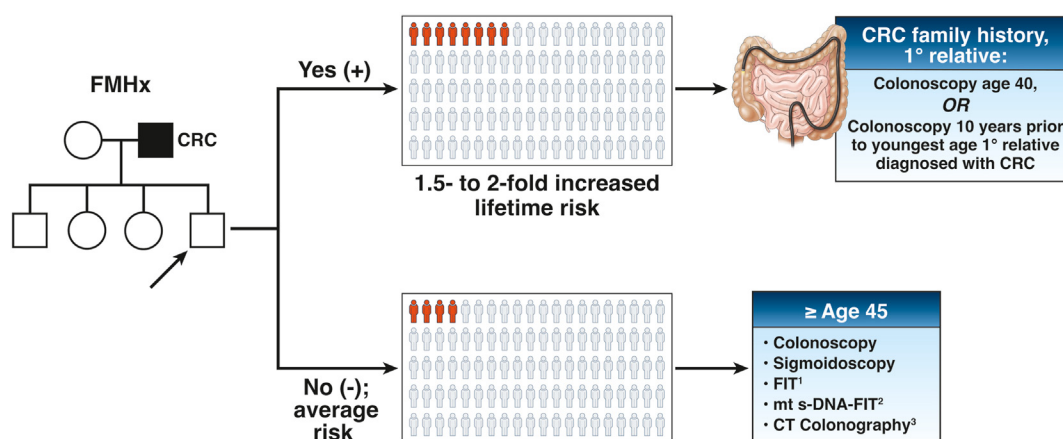 FMHx
CRC
Yes (+)
1.5- to 2-fold increased
lifetime risk
CRC family history,
1° relative:
Colonoscopy age 40,
OR
Colonoscopy 10 years prior
to youngest age 1° relative
diagnosed with CRC
No (-);
average
risk
≥ Age 45
· Colonoscopy
· Sigmoidoscopy
· FIT¹
· mt s-DNA-FIT²
· CT Colonography³